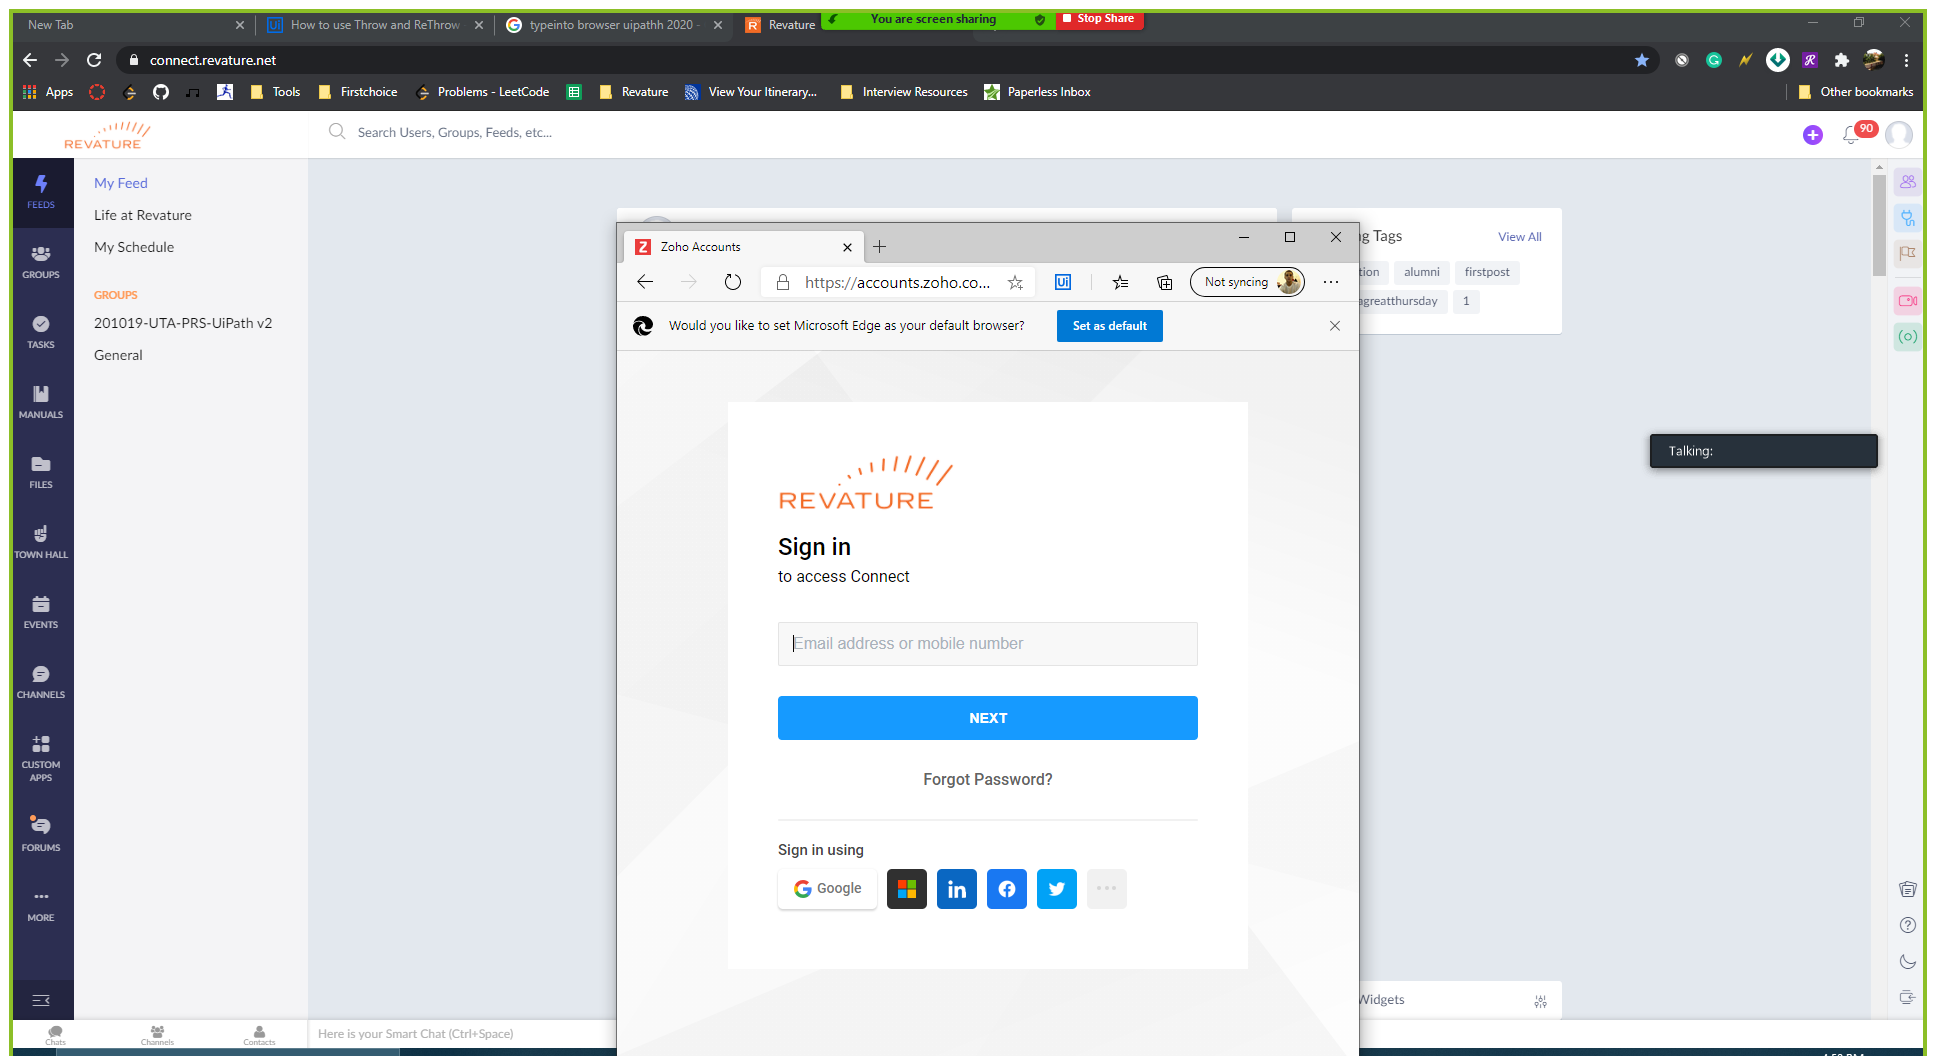 New Tab
How to use Throw and ReThrow
typeinto browser uipathh 2020 -
Revature
You are screen sharing
Stop Share
connect.revature.net
Apps
Tools
Firstchoice
Problems - LeetCode
Revature
View Your Itinerary...
Interview Resources
Paperless Inbox
Other bookmarks
REVATURE
Search Users, Groups, Feeds, etc...
90
FEEDS
GROUPS
TASKS
MANUALS
FILES
TOWN HALL
EVENTS
CHANNELS
CUSTOM
APPS
FORUMS
MORE
My Feed
Life at Revature
My Schedule
GROUPS
201019-UTA-PRS-UiPath v2
General
Zoho Accounts
https://accounts.zoho.co...
Not syncing
Would you like to set Microsoft Edge as your default browser?
Set as default
REVATURE
Sign in
to access Connect
Email address or mobile number
NEXT
Forgot Password?
Sign in using
Google
Tags
View All
alumni
firstpost
agreatthursday
1
Talking:
Widgets
Chats
Channels
Contacts
Here is your Smart Chat (Ctrl+Space)